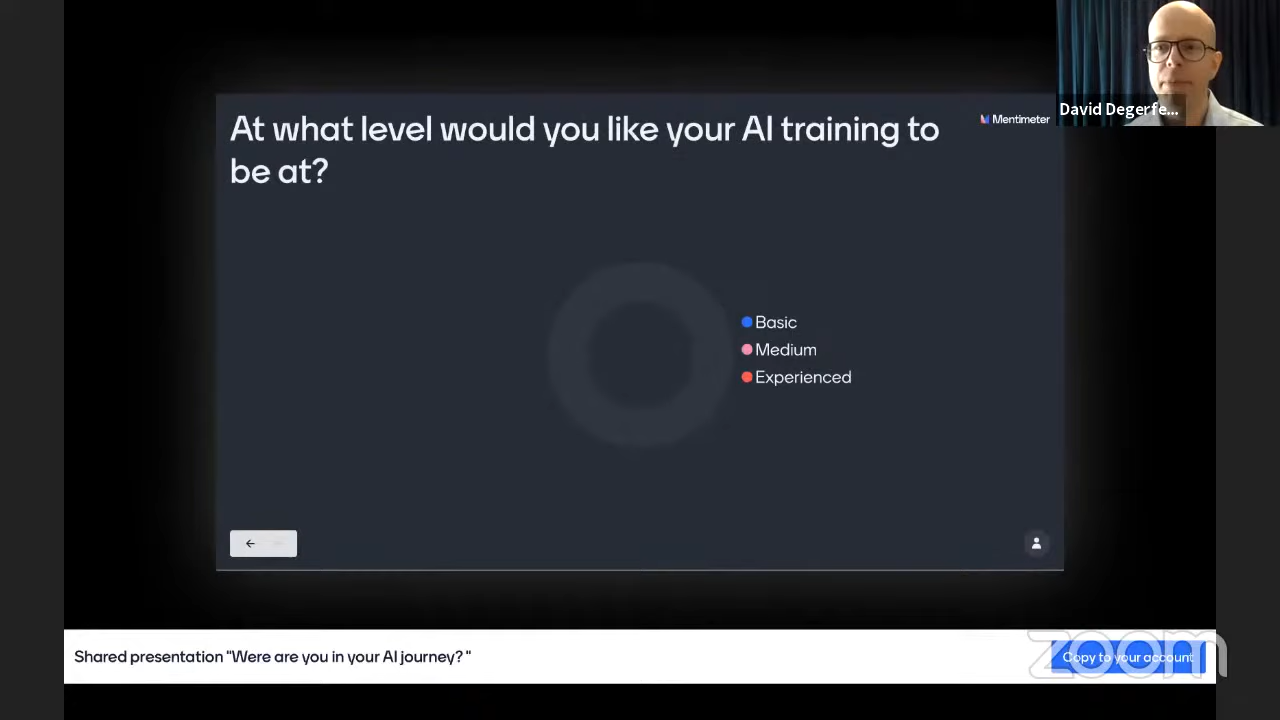 At what level would you like your AI training to
be at?
Mentimeter
David Degerfe...
Basic
Medium
Experienced
Shared presentation "Were are you in your AI journey? "
Copy to your account
zoom